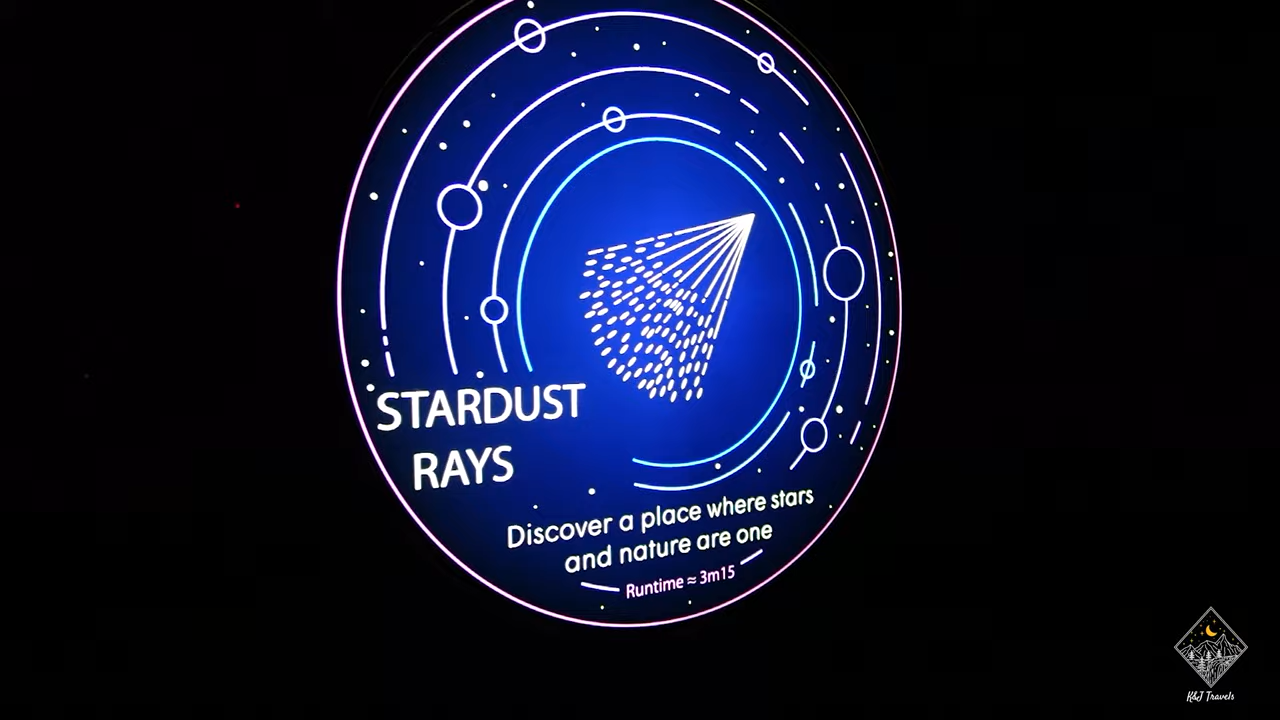 STARDUST
RAYS
Discover a place where stars
and nature are one
Runtime ≈ 3m15
K&J Travels